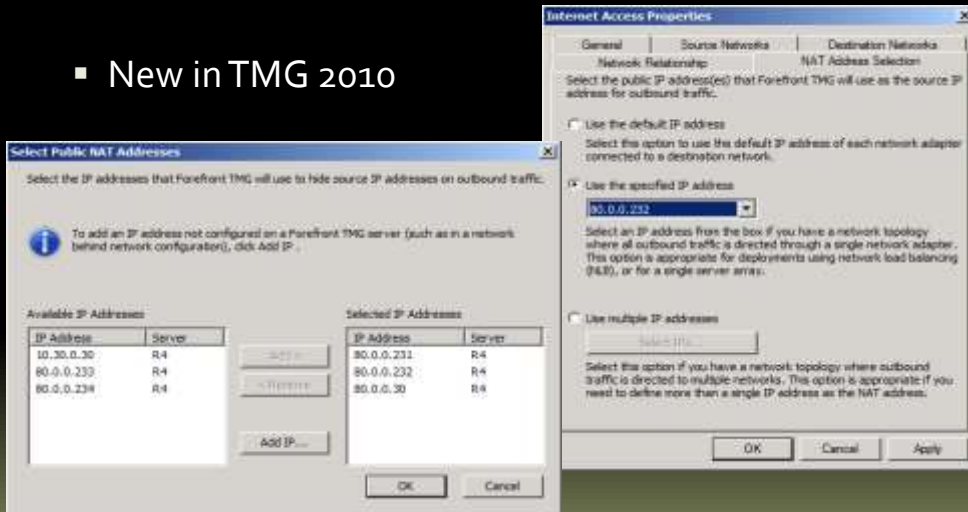 New in TMG 2010
Select Public NAT Addresses
Select the IP addresses that Forefront TMG will use to hide source IP addresses on outbound traffic.
To add an IP address not configured on a Forefront TMG server (such as in a network
behind network configuration), click Add IP .
Available IP Addresses
IP Address Server
10.30.0.30 R4
80.0.0.233 R4
80.0.0.234 R4
Add >
< Remove
Add IP...
Selected IP Addresses
IP Address Server
80.0.0.231 R4
80.0.0.232 R4
80.0.0.30 R4
OK Cancel
Internet Access Properties
General Source Networks Destination Networks
Network Relationship NAT Address Selection
Select the public IP address(es) that Forefront TMG will use as the source IP
address for outbound traffic.
Use the default IP address
Select this option to use the default IP address of each network adapter
connected to a destination network.
Use the specified IP address
80.0.0.232
Select an IP address from the box if you have a network topology
where all outbound traffic is directed through a single network adapter.
This option is appropriate for deployments using network load balancing
(NLB), or for a single server array.
Use multiple IP addresses
Select IPs...
Select this option if you have a network topology where outbound
traffic is directed to multiple networks. This option is appropriate if you
need to define more than a single IP address as the NAT address.
OK Cancel Apply